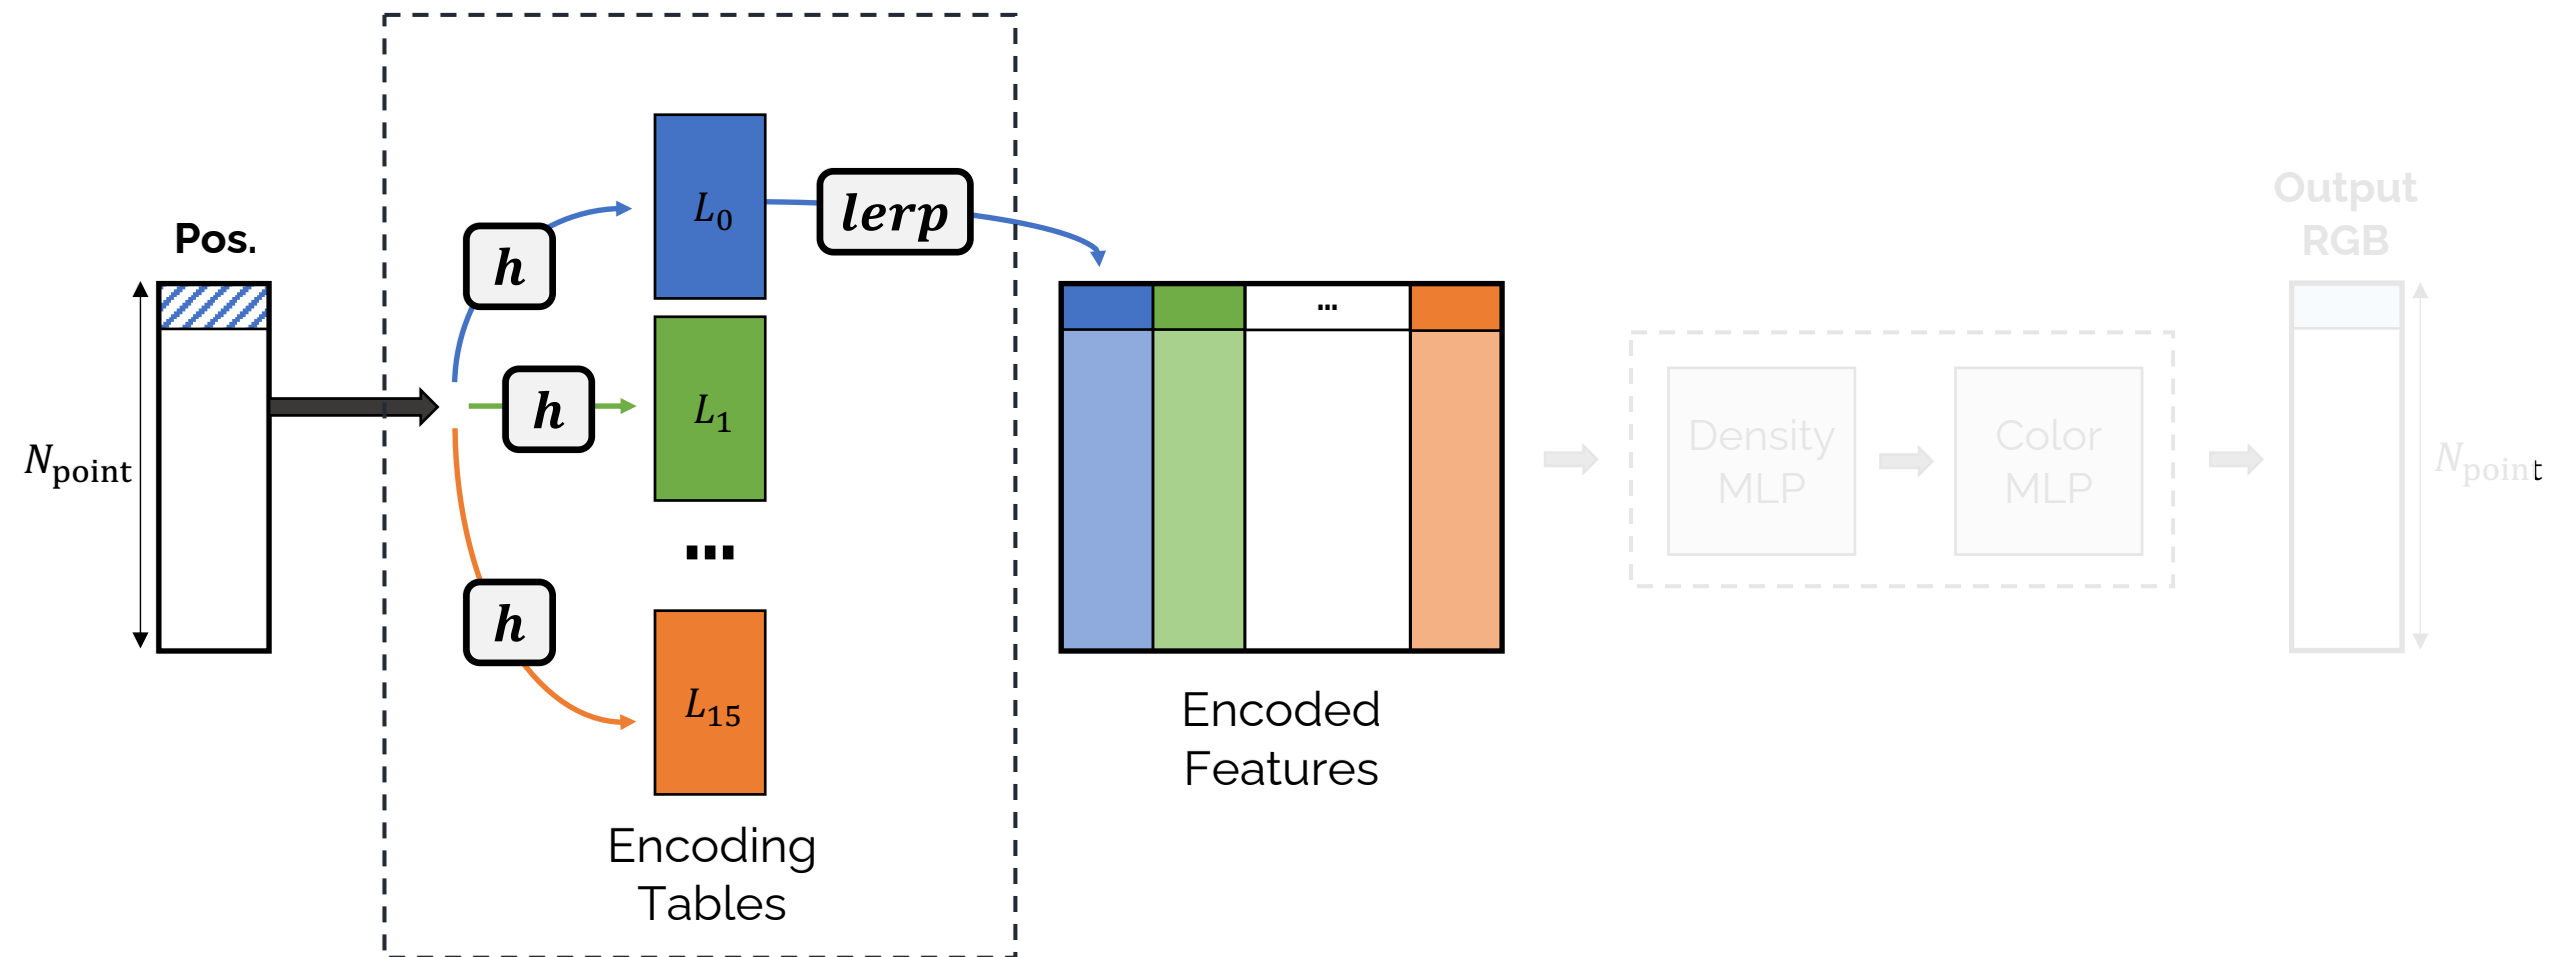 Pos.
N_point
h
h
h
L_0
L_1
...
L_15
lerp
Encoding
Tables
...
Encoded
Features
Density
MLP
Color
MLP
Output
RGB
N_point